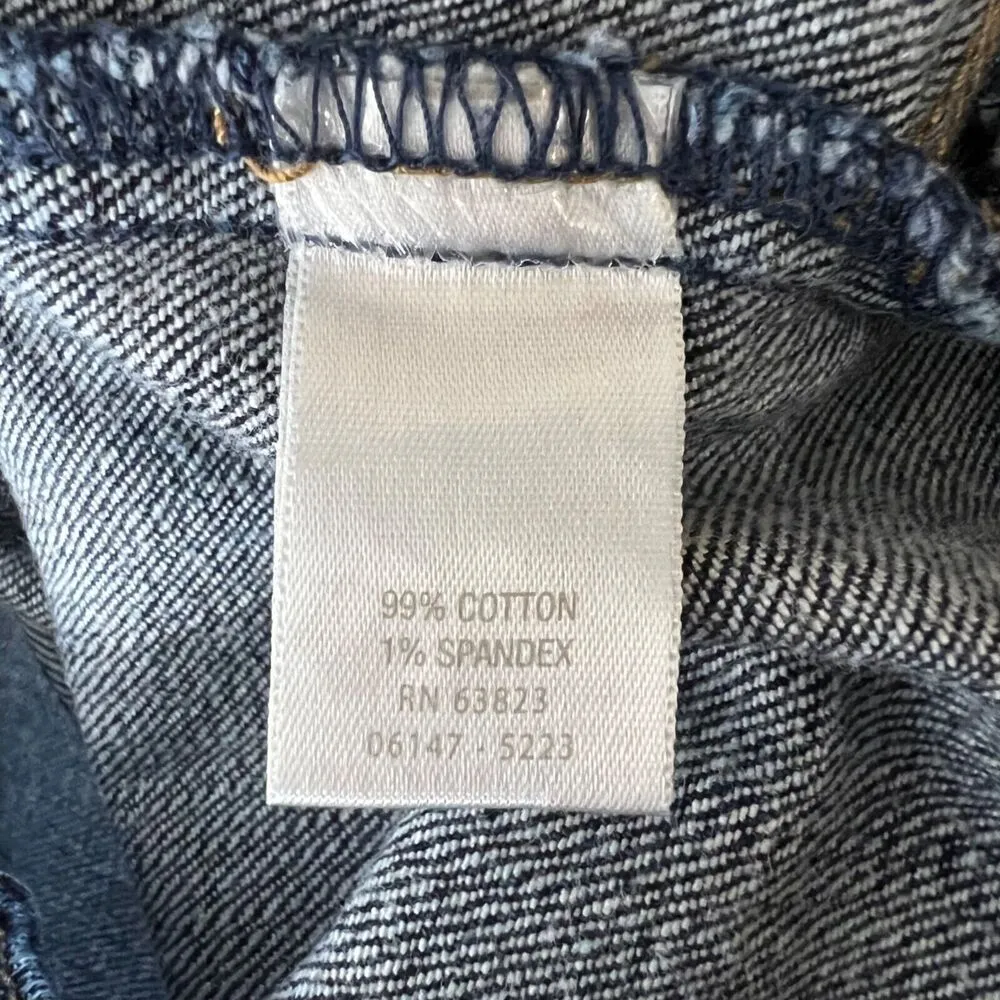 99% COTTON
1% SPANDEX
RN 63823
06147 - 5223